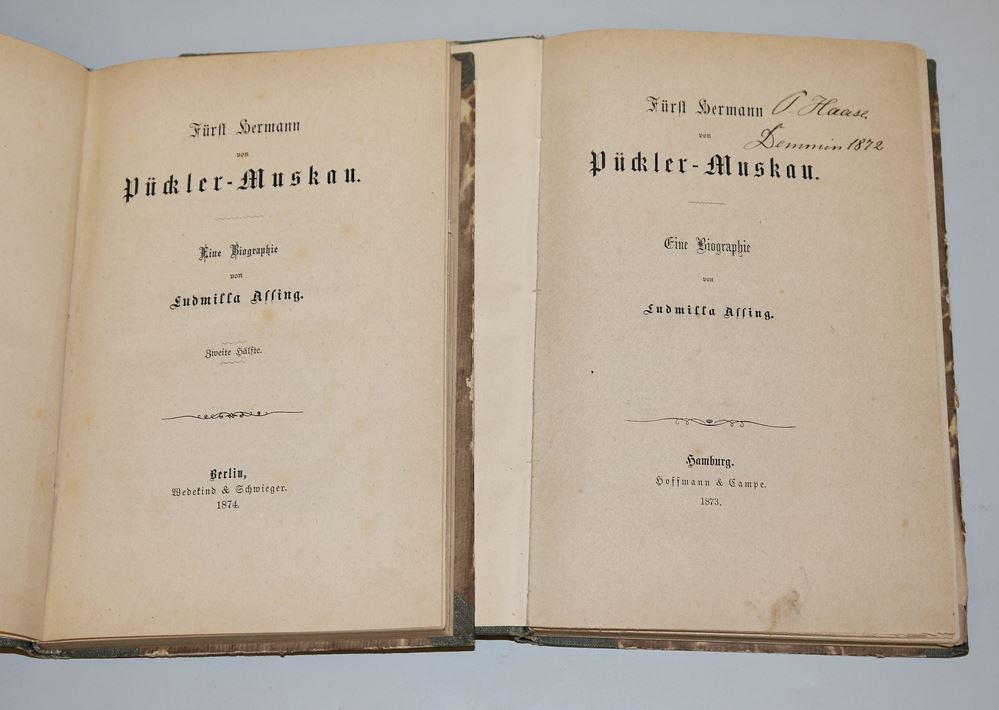 Fürst Hermann
von
Pückler-Muskau.
Eine Biographie
von
Ludmilla Assing.
Zweite Hälfte.
Berlin,
Wedekind & Schwieger.
1874.
Fürst Hermann
von
Pückler-Muskau.
Eine Biographie
von
Ludmilla Assing.
Hamburg.
Hoffmann & Campe.
1873.
P. Haase.
Demmin 1872